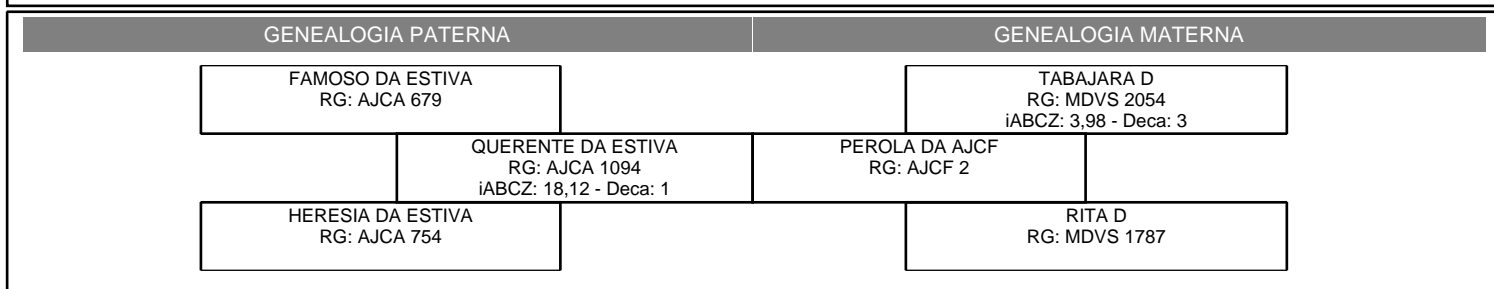 GENEALOGIA PATERNA
GENEALOGIA MATERNA
FAMOSO DA ESTIVA
RG: AJCA 679
TABAJARA D
RG: MDVS 2054
iABCZ: 3,98 - Deca: 3
QUERENTE DA ESTIVA
RG: AJCA 1094
iABCZ: 18,12 - Deca: 1
PEROLA DA AJCF
RG: AJCF 2
HERESIA DA ESTIVA
RG: AJCA 754
RITA D
RG: MDVS 1787